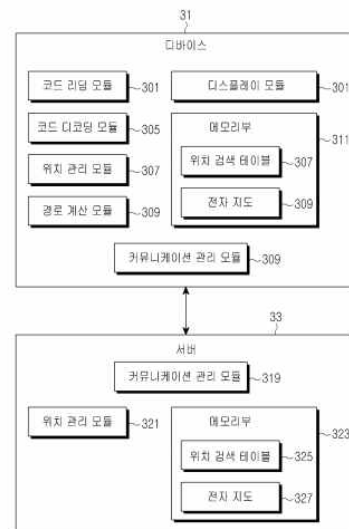 31
디바이스
코드 리딩 모듈 301 디스플레이 모듈 301
코드 디코딩 모듈 305 메모리부 311
위치 관리 모듈 307 위치 검색 테이블 307
경로 계산 모듈 309 전자 지도 309
커뮤니케이션 관리 모듈 309
33
서버
커뮤니케이션 관리 모듈 319
위치 관리 모듈 321 메모리부 323
위치 검색 테이블 325
전자 지도 327